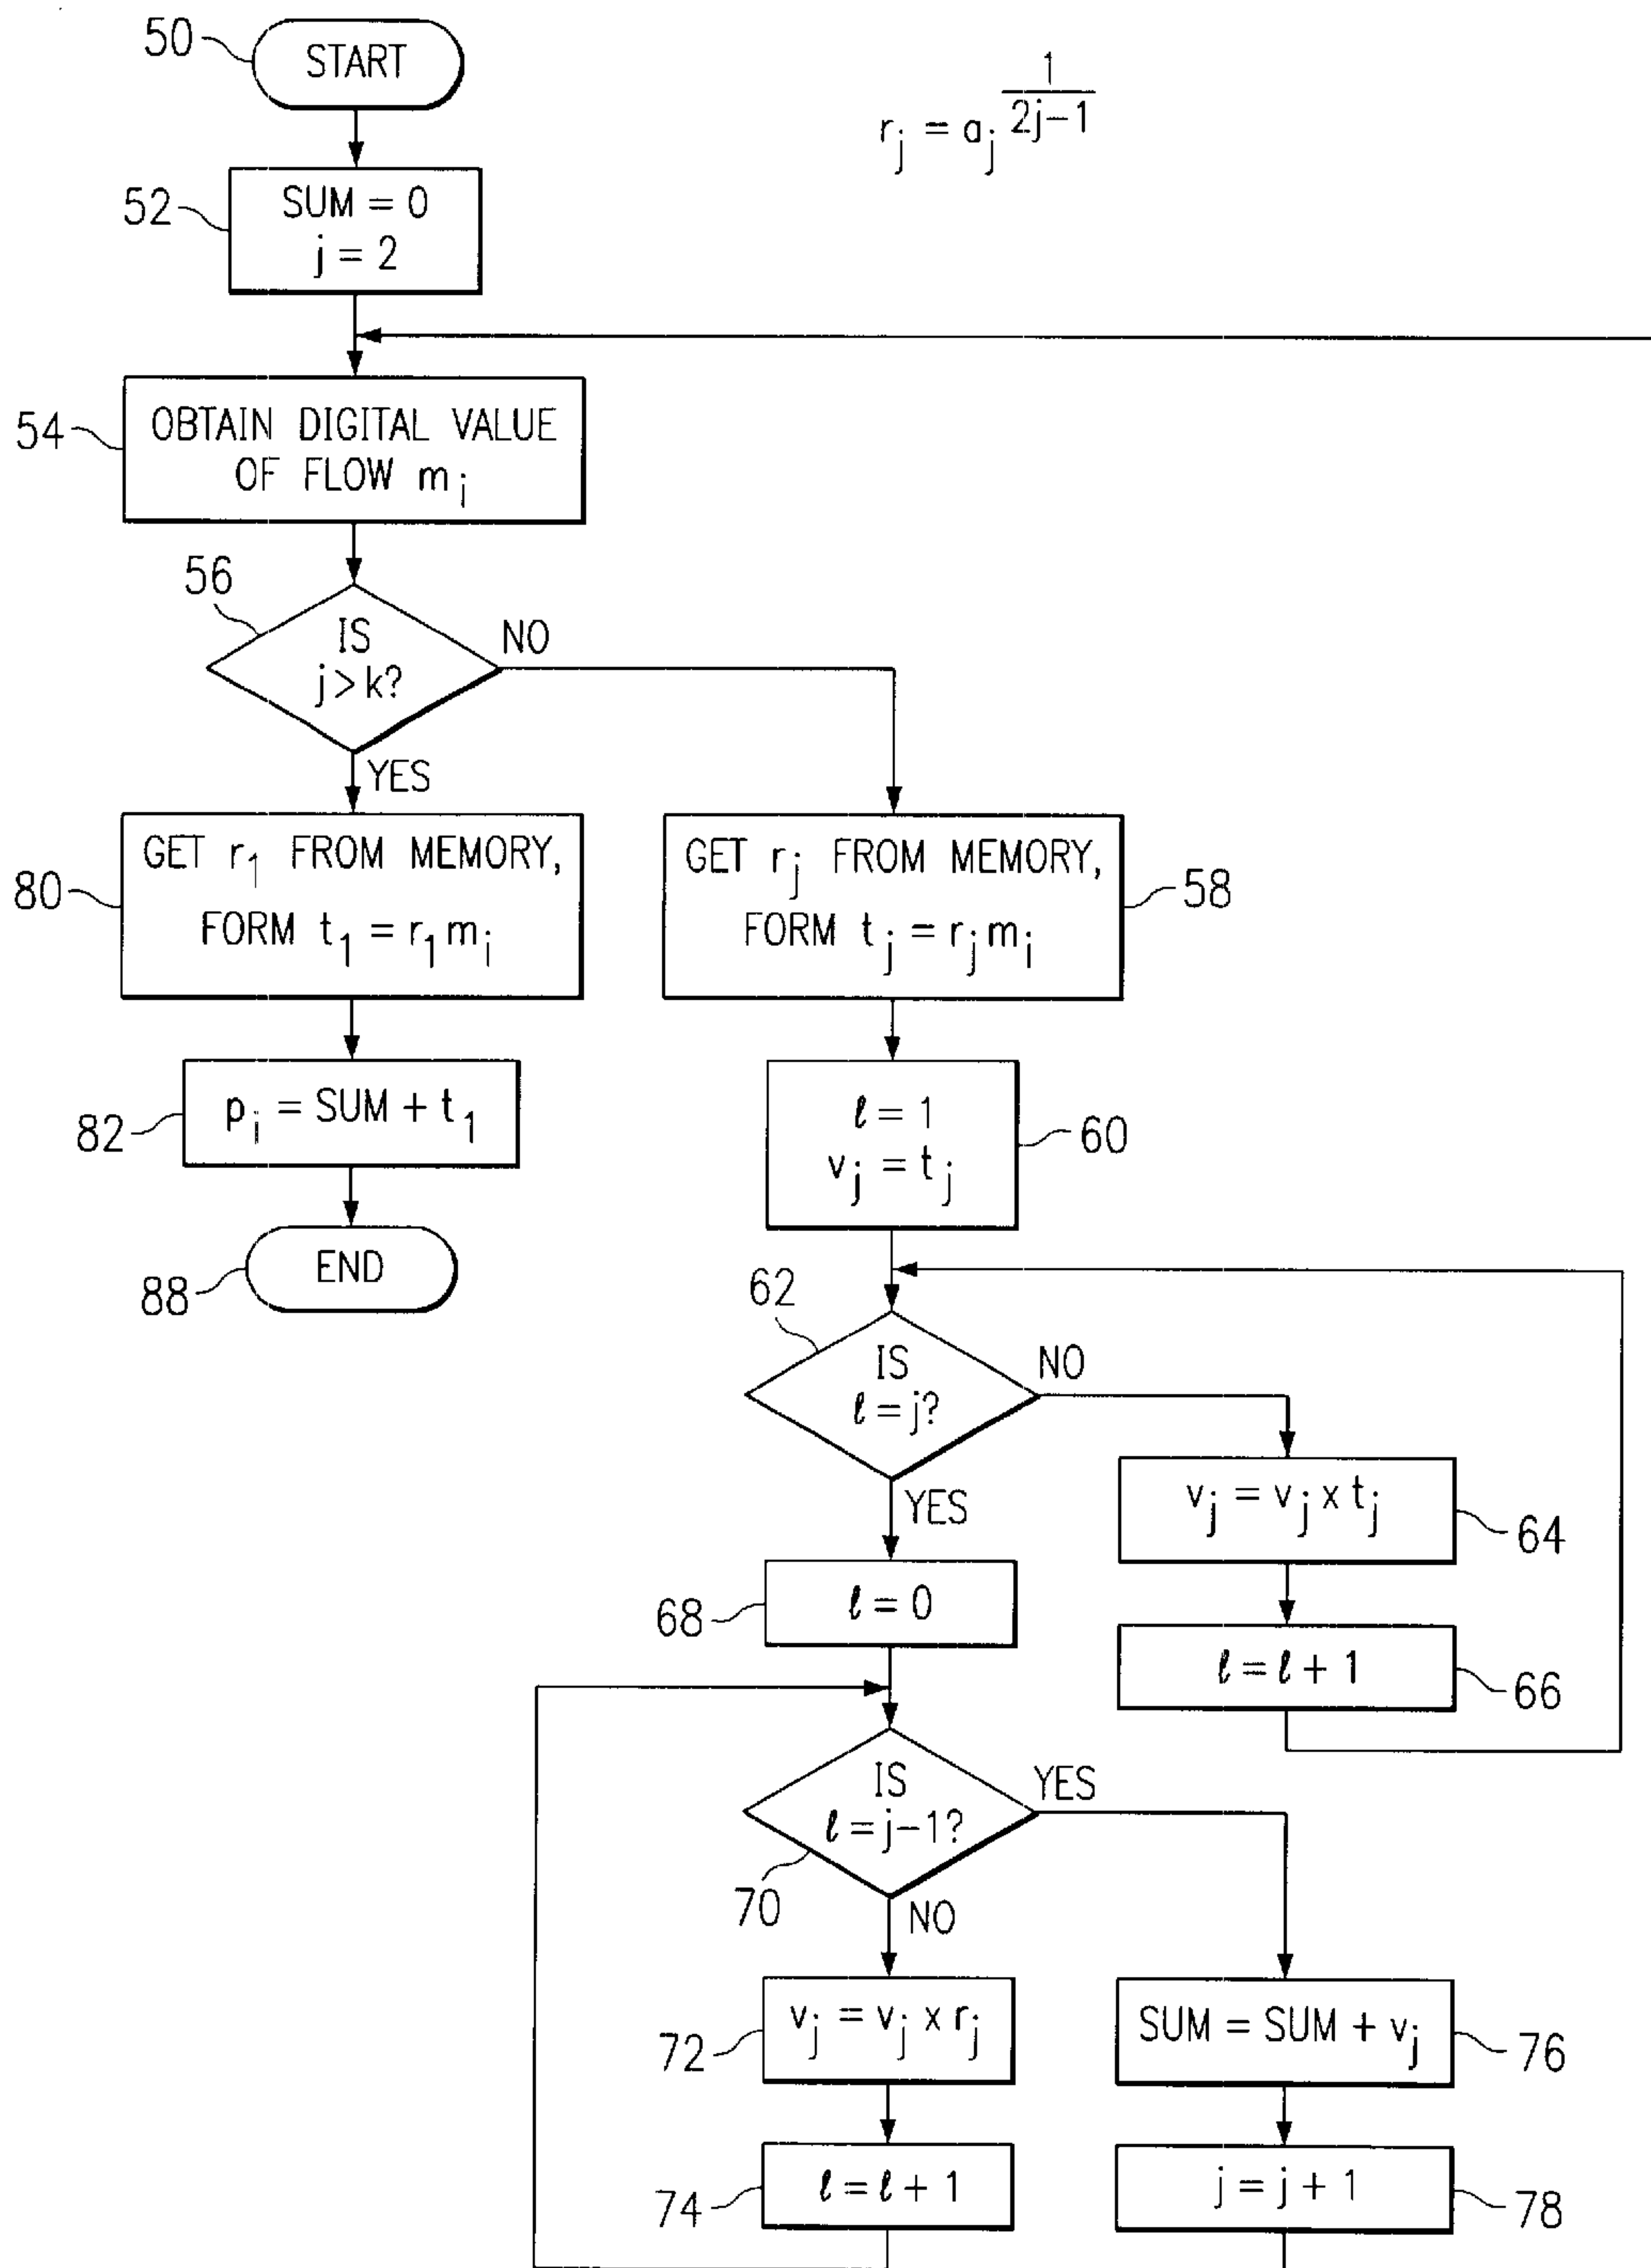 50
START
r_j = a_j^{\frac{1}{2j-1}}
52
SUM = 0
j = 2
54
OBTAIN DIGITAL VALUE
OF FLOW m_i
56
IS
j > k?
NO
YES
80
GET r_1 FROM MEMORY,
FORM t_1 = r_1 m_i
GET r_j FROM MEMORY,
FORM t_j = r_j m_i
58
82
p_i = SUM + t_1
ℓ = 1
v_j = t_j
60
88
END
62
IS
ℓ = j?
NO
YES
v_j = v_j x t_j
64
68
ℓ = 0
ℓ = ℓ + 1
66
IS
ℓ = j-1?
YES
70
NO
72
v_j = v_j x r_j
SUM = SUM + v_j
76
74
ℓ = ℓ + 1
j = j + 1
78